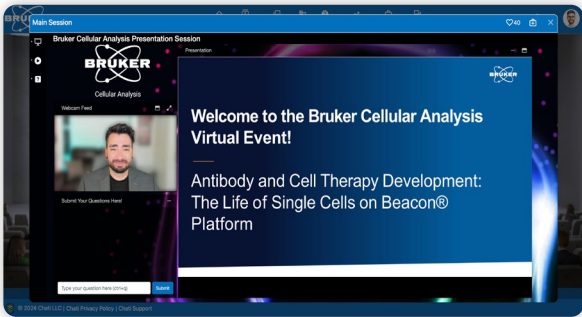 BRU
Main Session
40
Bruker Cellular Analysis Presentation Session
BRUKER
Cellular Analysis
Webcam Feed
Submit Your Questions Here!
Type your question here (ctrl+q)
Submit
Presentation
BRUKER
Welcome to the Bruker Cellular Analysis
Virtual Event!
Antibody and Cell Therapy Development:
The Life of Single Cells on Beacon®
Platform
© 2024 Chati LLC | Chati Privacy Policy | Chati Support